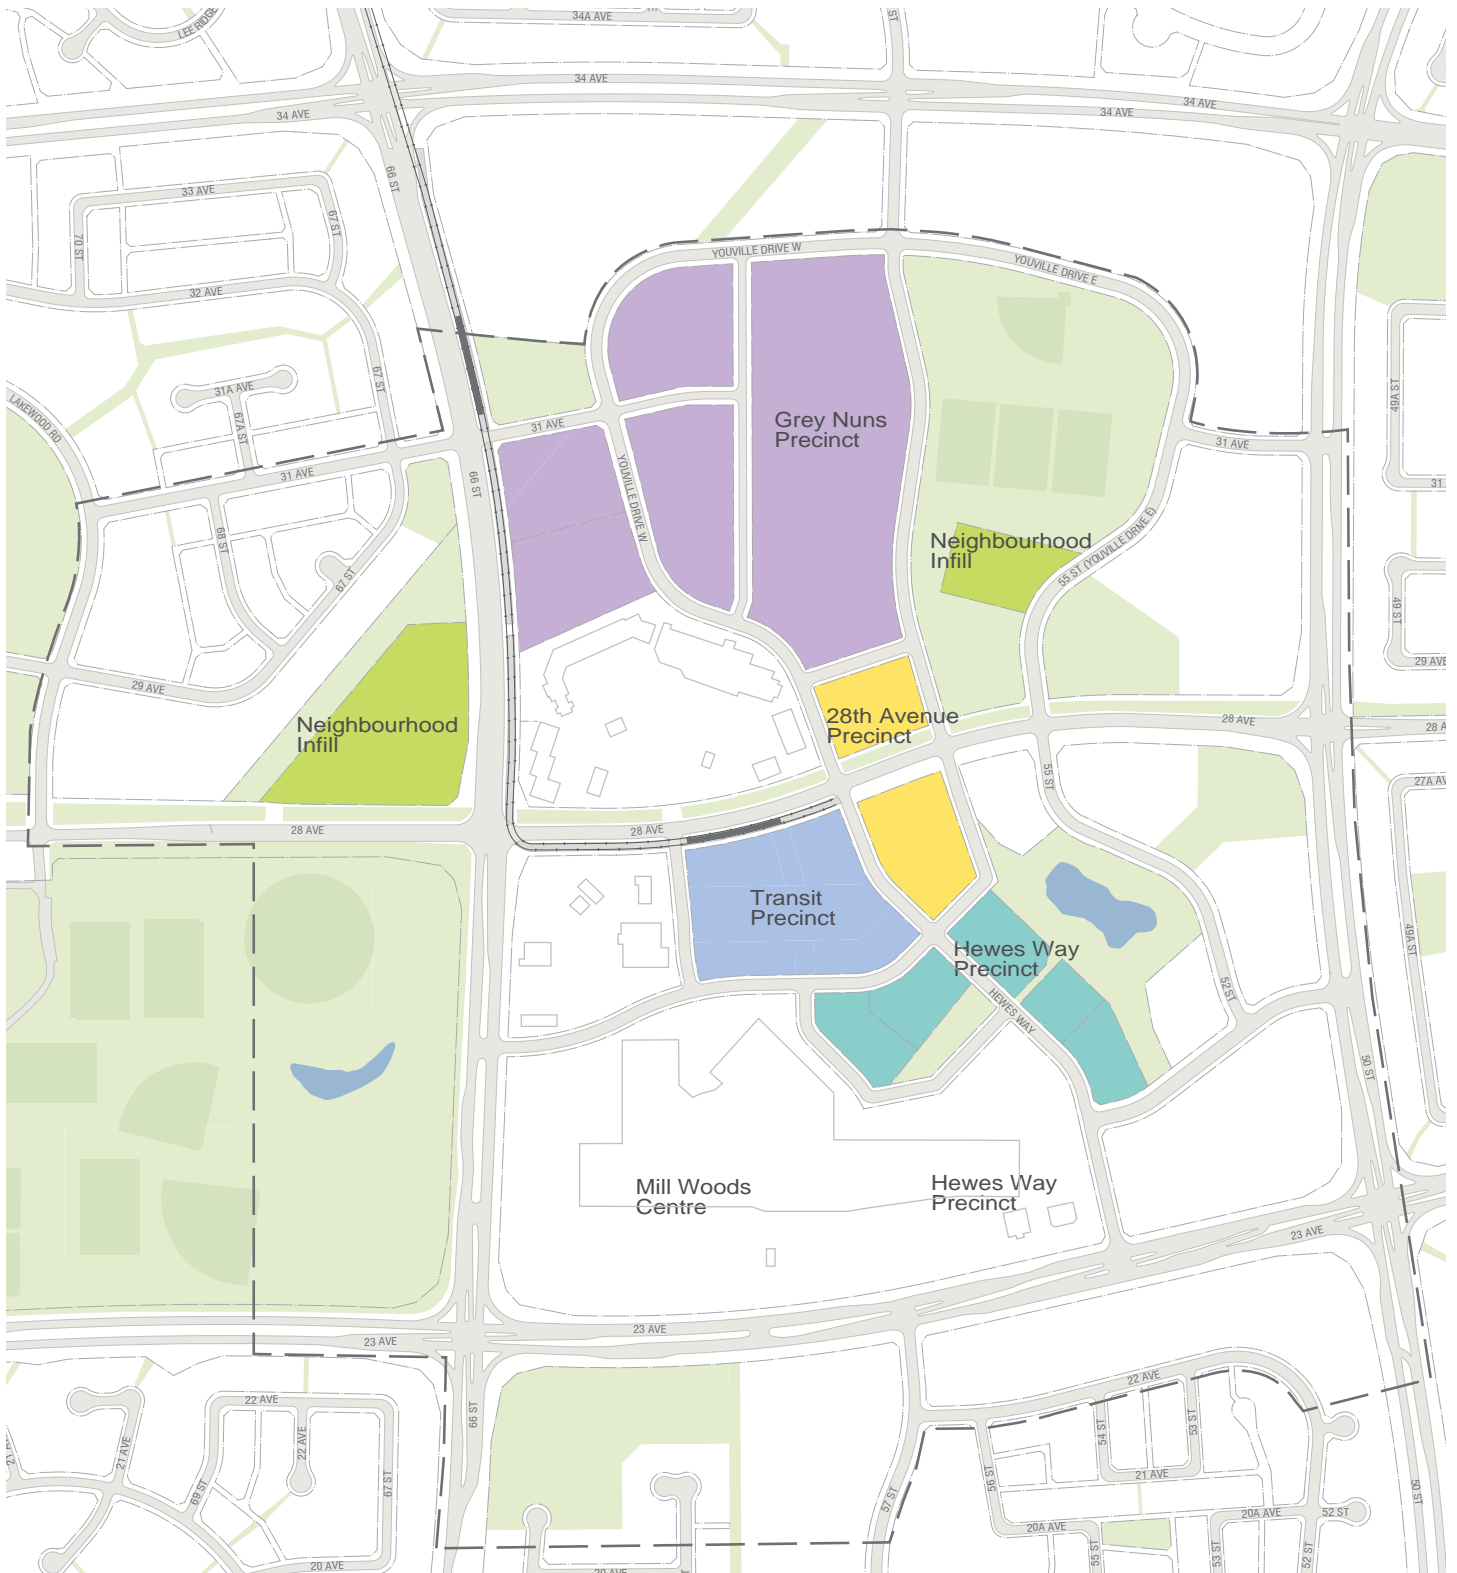 LEE RIDGE
34A AVE
ST
34 AVE
34 AVE
34 AVE
34 AVE
66 ST
33 AVE
67 ST
70 ST
32 AVE
YOUVILLE DRIVE W
YOUVILLE DRIVE E
67 ST
31A AVE
67A ST
LAKEWOOD RD
49A ST
31 AVE
Grey Nuns
Precinct
31 AVE
31 AVE
66 ST
YOUVILLE DRIVE W
31
68 ST
67 ST
Neighbourhood
Infill
55 ST (YOUVILLE DRIVE E)
49 ST
29 AVE
29 AVE
Neighbourhood
Infill
28th Avenue
Precinct
28 AVE
28 A
55 ST
27A AV
28 AVE
28 AVE
Transit
Precinct
Hewes Way
Precinct
49A ST
52 ST
HEWES WAY
50 ST
Mill Woods
Centre
Hewes Way
Precinct
23 AVE
23 AVE
23 AVE
22 AVE
22 AVE
66 ST
22 AVE
21 AVE
54 ST
53 ST
21 AVE
69 ST
67 ST
57 ST
56 ST
50 ST
20A AVE
20A AVE
52 ST
55 ST
53 ST
52 ST
20 AVE
20 AVE